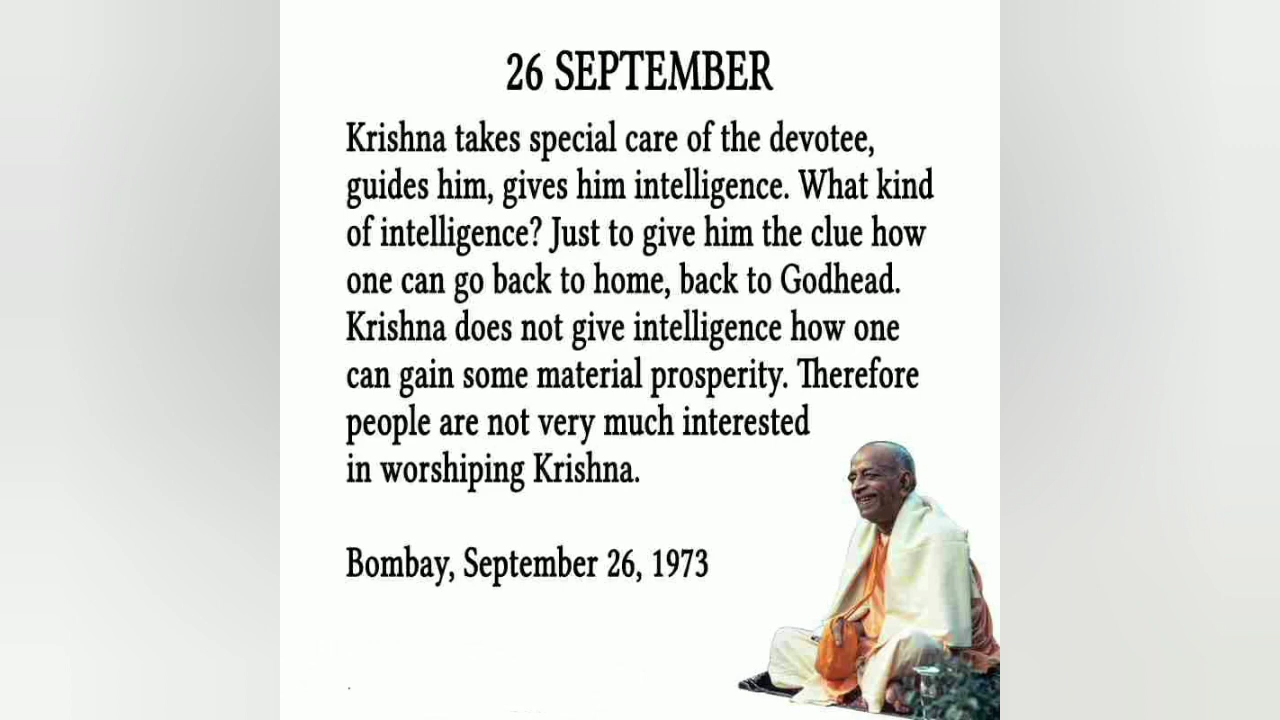 26 SEPTEMBER
Krishna takes special care of the devotee,
guides him, gives him intelligence. What kind
of intelligence? Just to give him the clue how
one can go back to home, back to Godhead.
Krishna does not give intelligence how one
can gain some material prosperity. Therefore
people are not very much interested
in worshiping Krishna.
Bombay, September 26, 1973